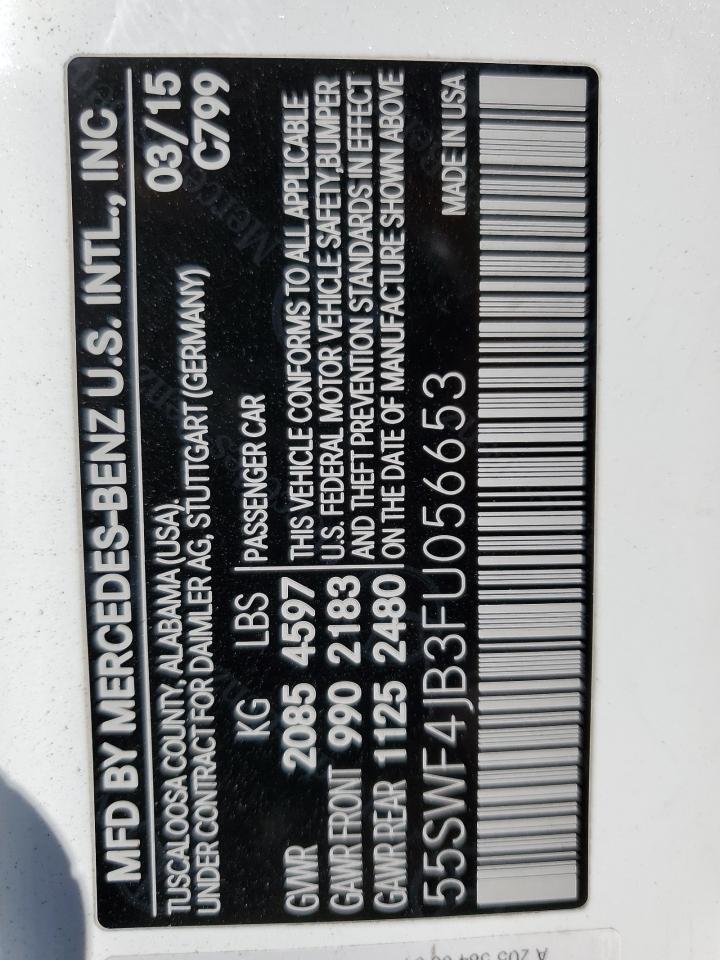 MFD BY MERCEDES-BENZ U.S. INTL., INC
TUSCALOOSA COUNTY, ALABAMA (USA). 03/15
UNDER CONTRACT FOR DAIMLER AG, STUTTGART (GERMANY) C799
KG LBS PASSENGER CAR
GVWR 2085 4597 THIS VEHICLE CONFORMS TO ALL APPLICABLE
GAWR FRONT 990 2183 U.S. FEDERAL MOTOR VEHICLE SAFETY,BUMPER
GAWR REAR 1125 2480 AND THEFT PREVENTION STANDARDS IN EFFECT
ON THE DATE OF MANUFACTURE SHOWN ABOVE
55SWF4JB3FU056653 MADE IN USA
A 205 584